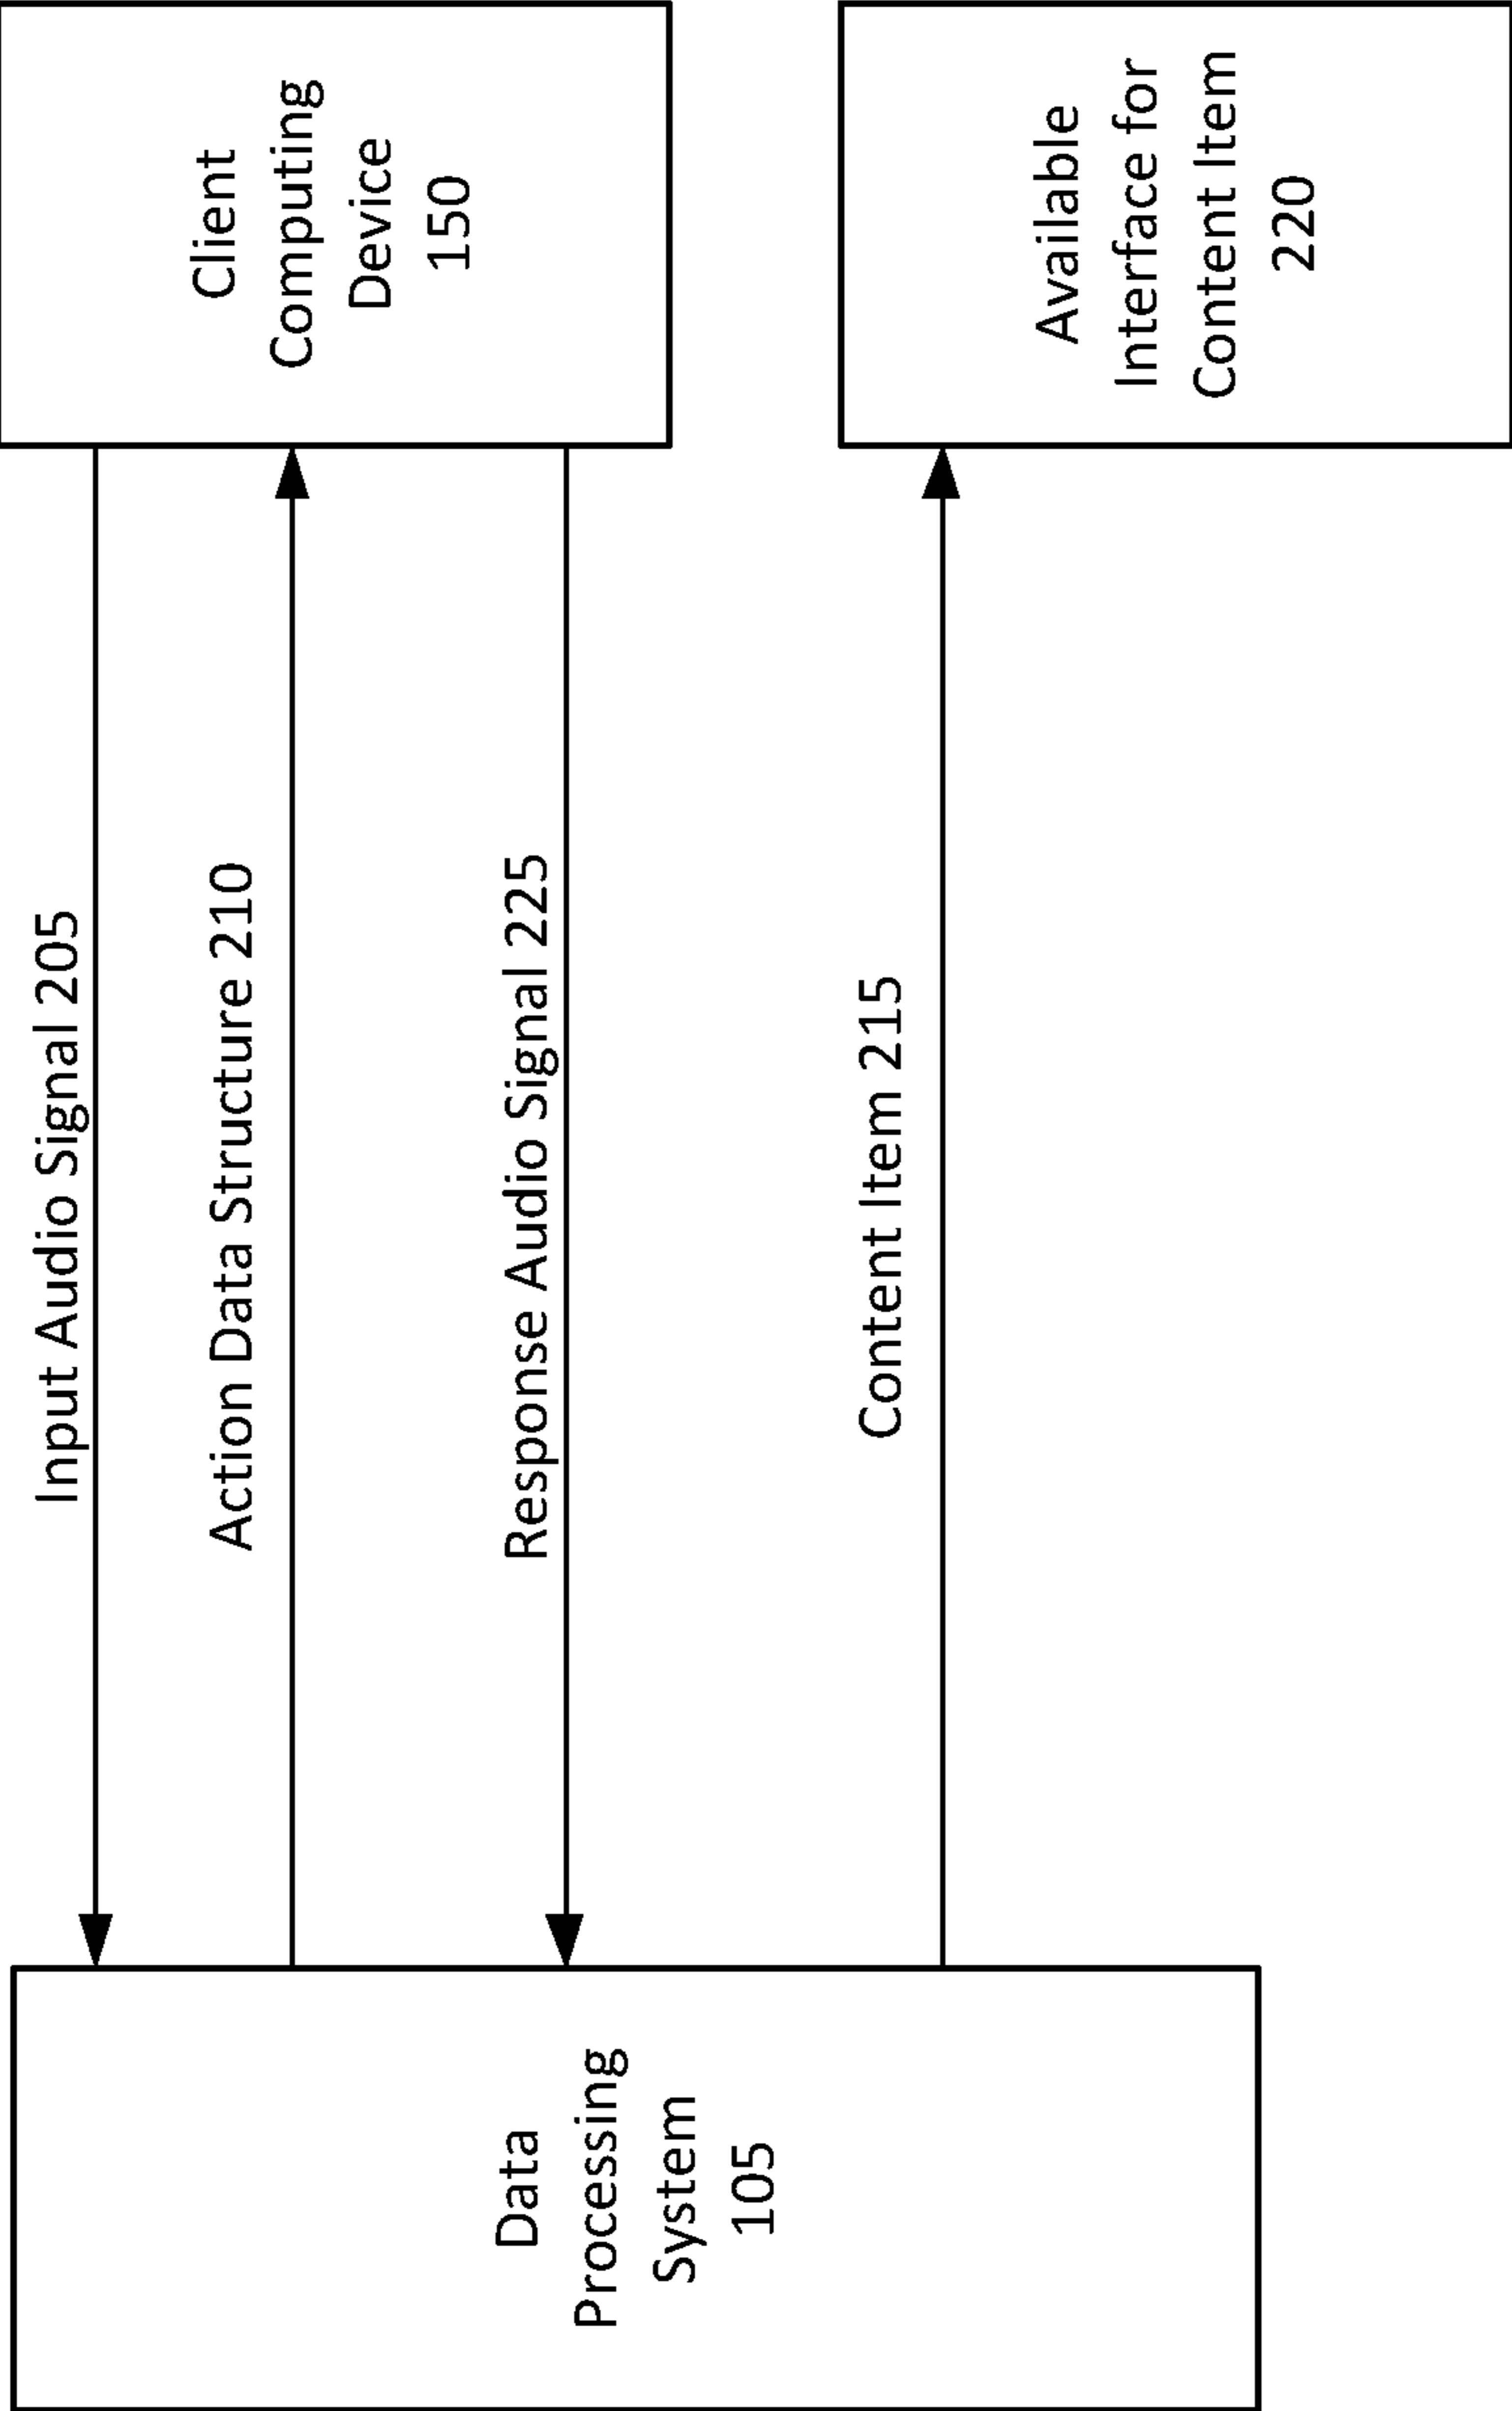 Data
Processing
System
105
Input Audio Signal 205
Action Data Structure 210
Response Audio Signal 225
Content Item 215
Client
Computing
Device
150
Available
Interface for
Content Item
220